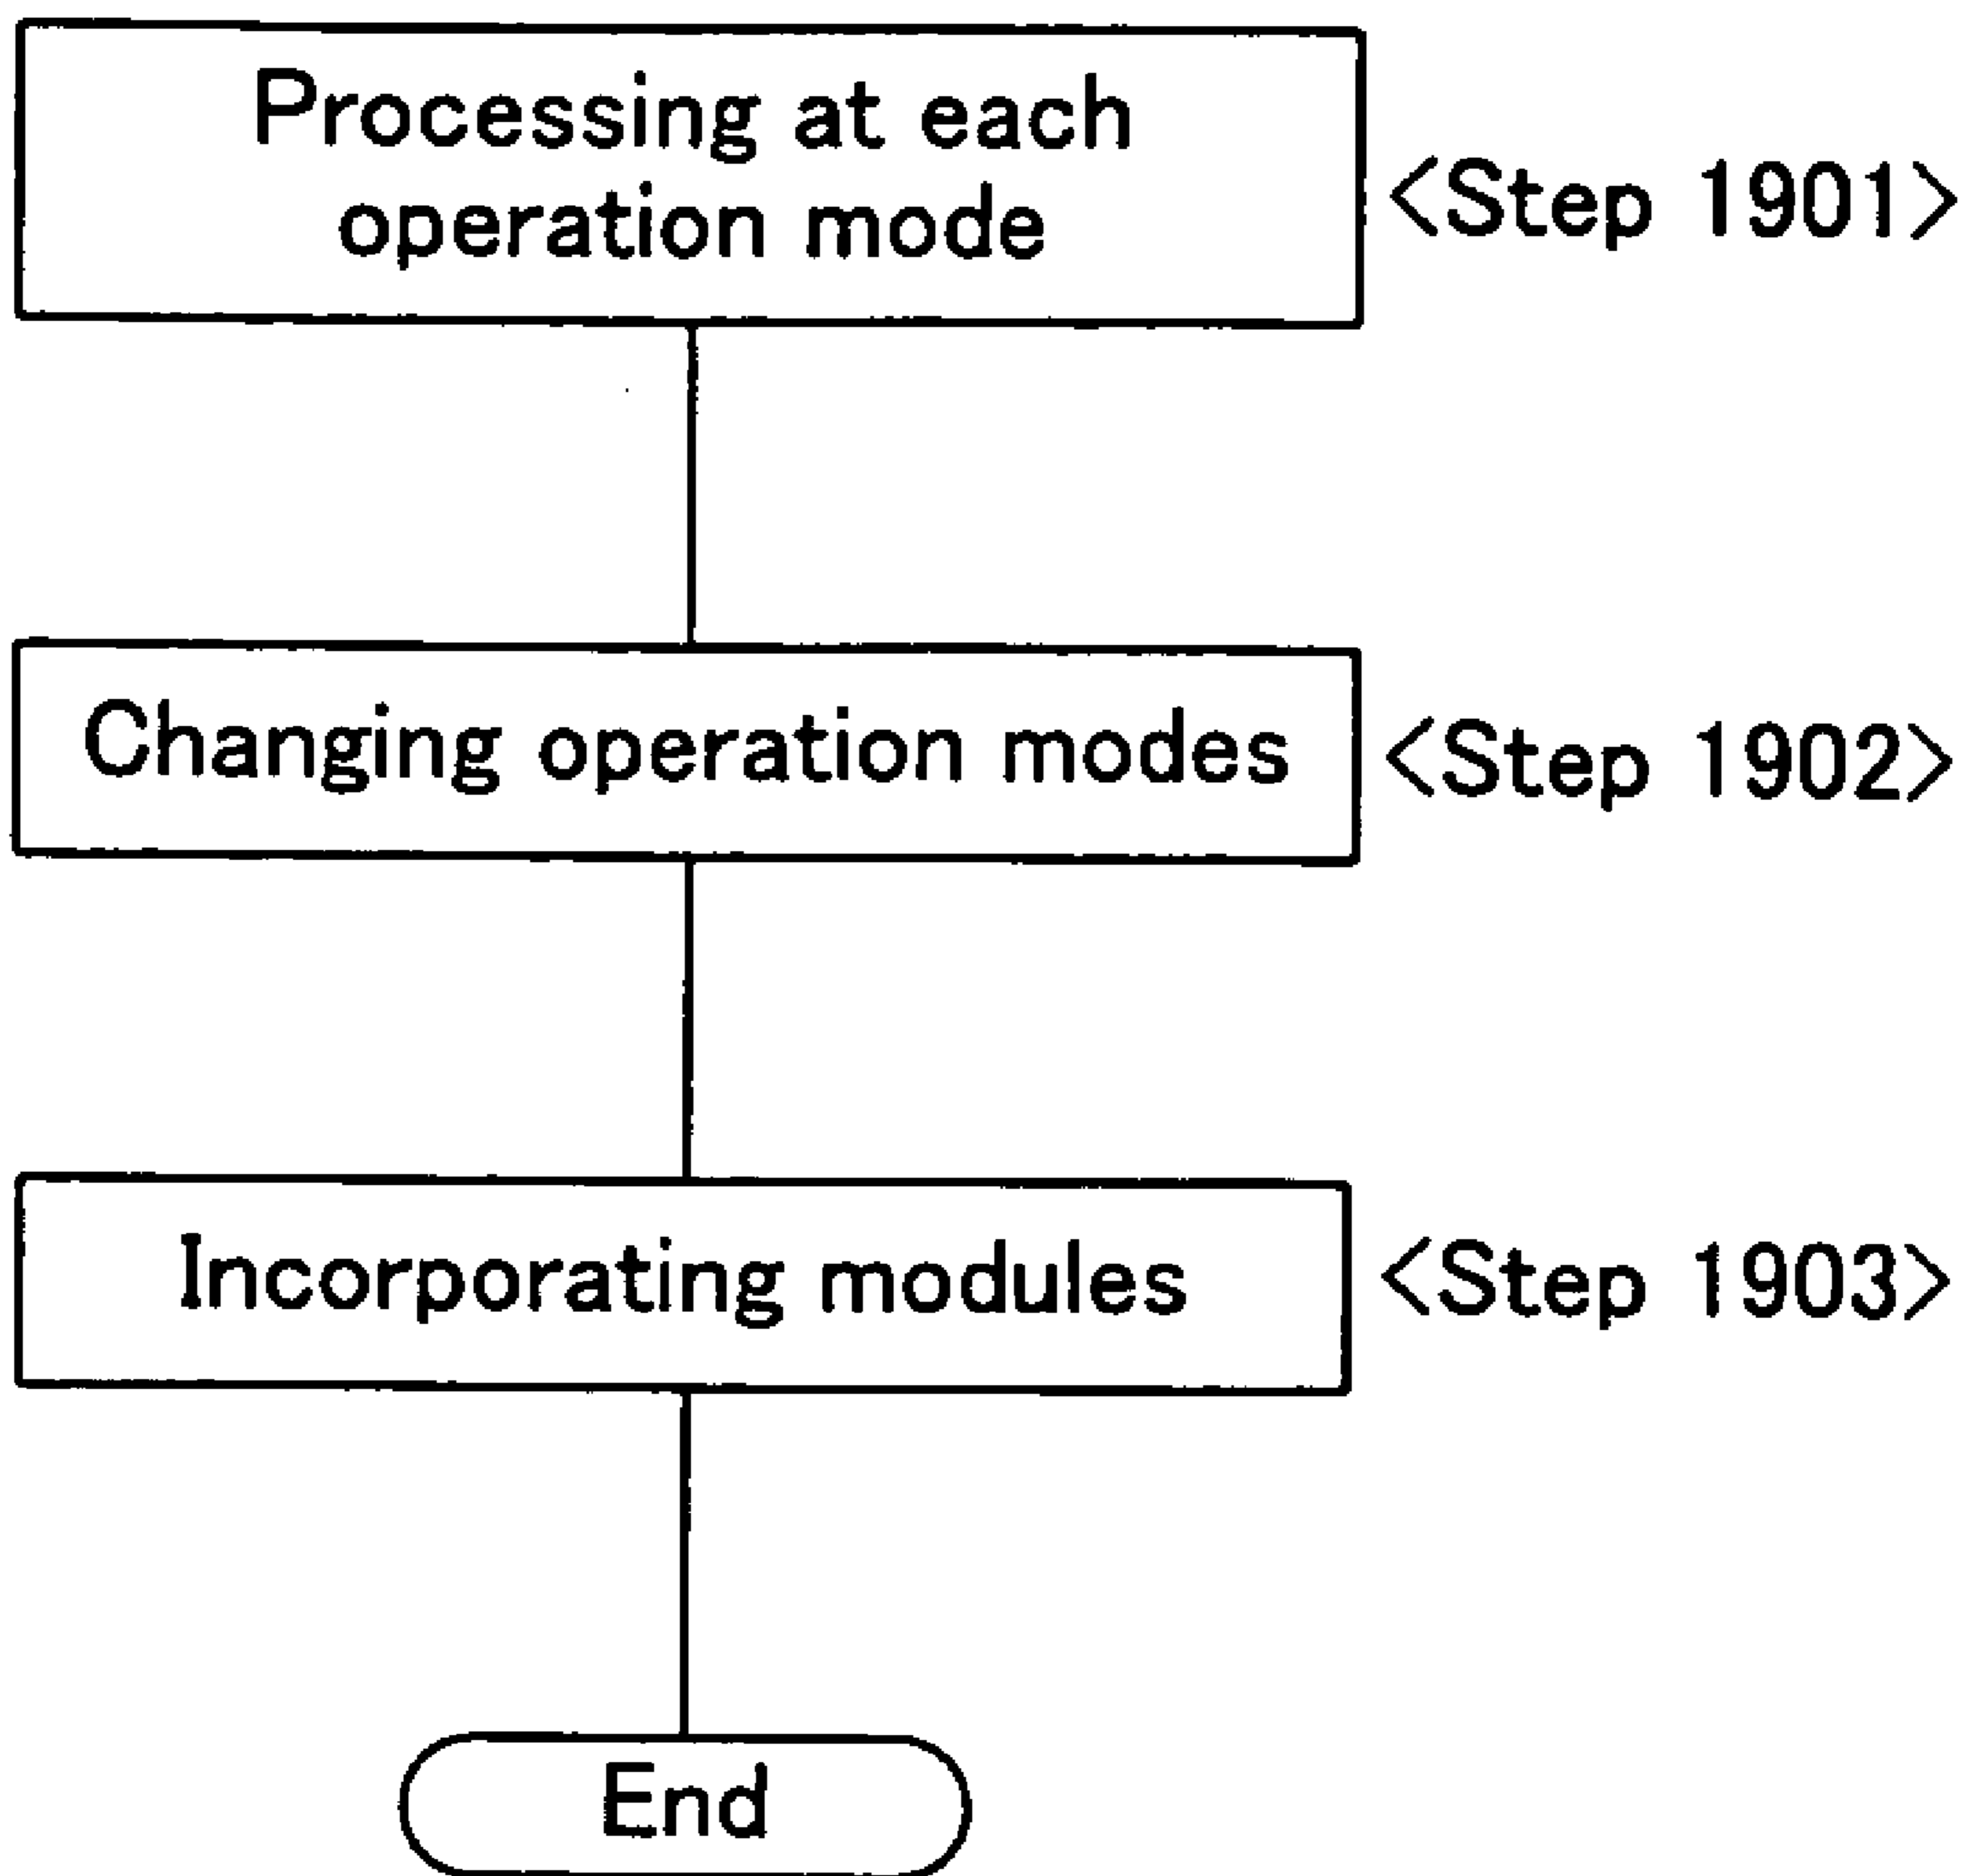 Processing at each
operation mode
<Step 1901>
Changing operation modes
<Step 1902>
Incorporating modules
<Step 1903>
End